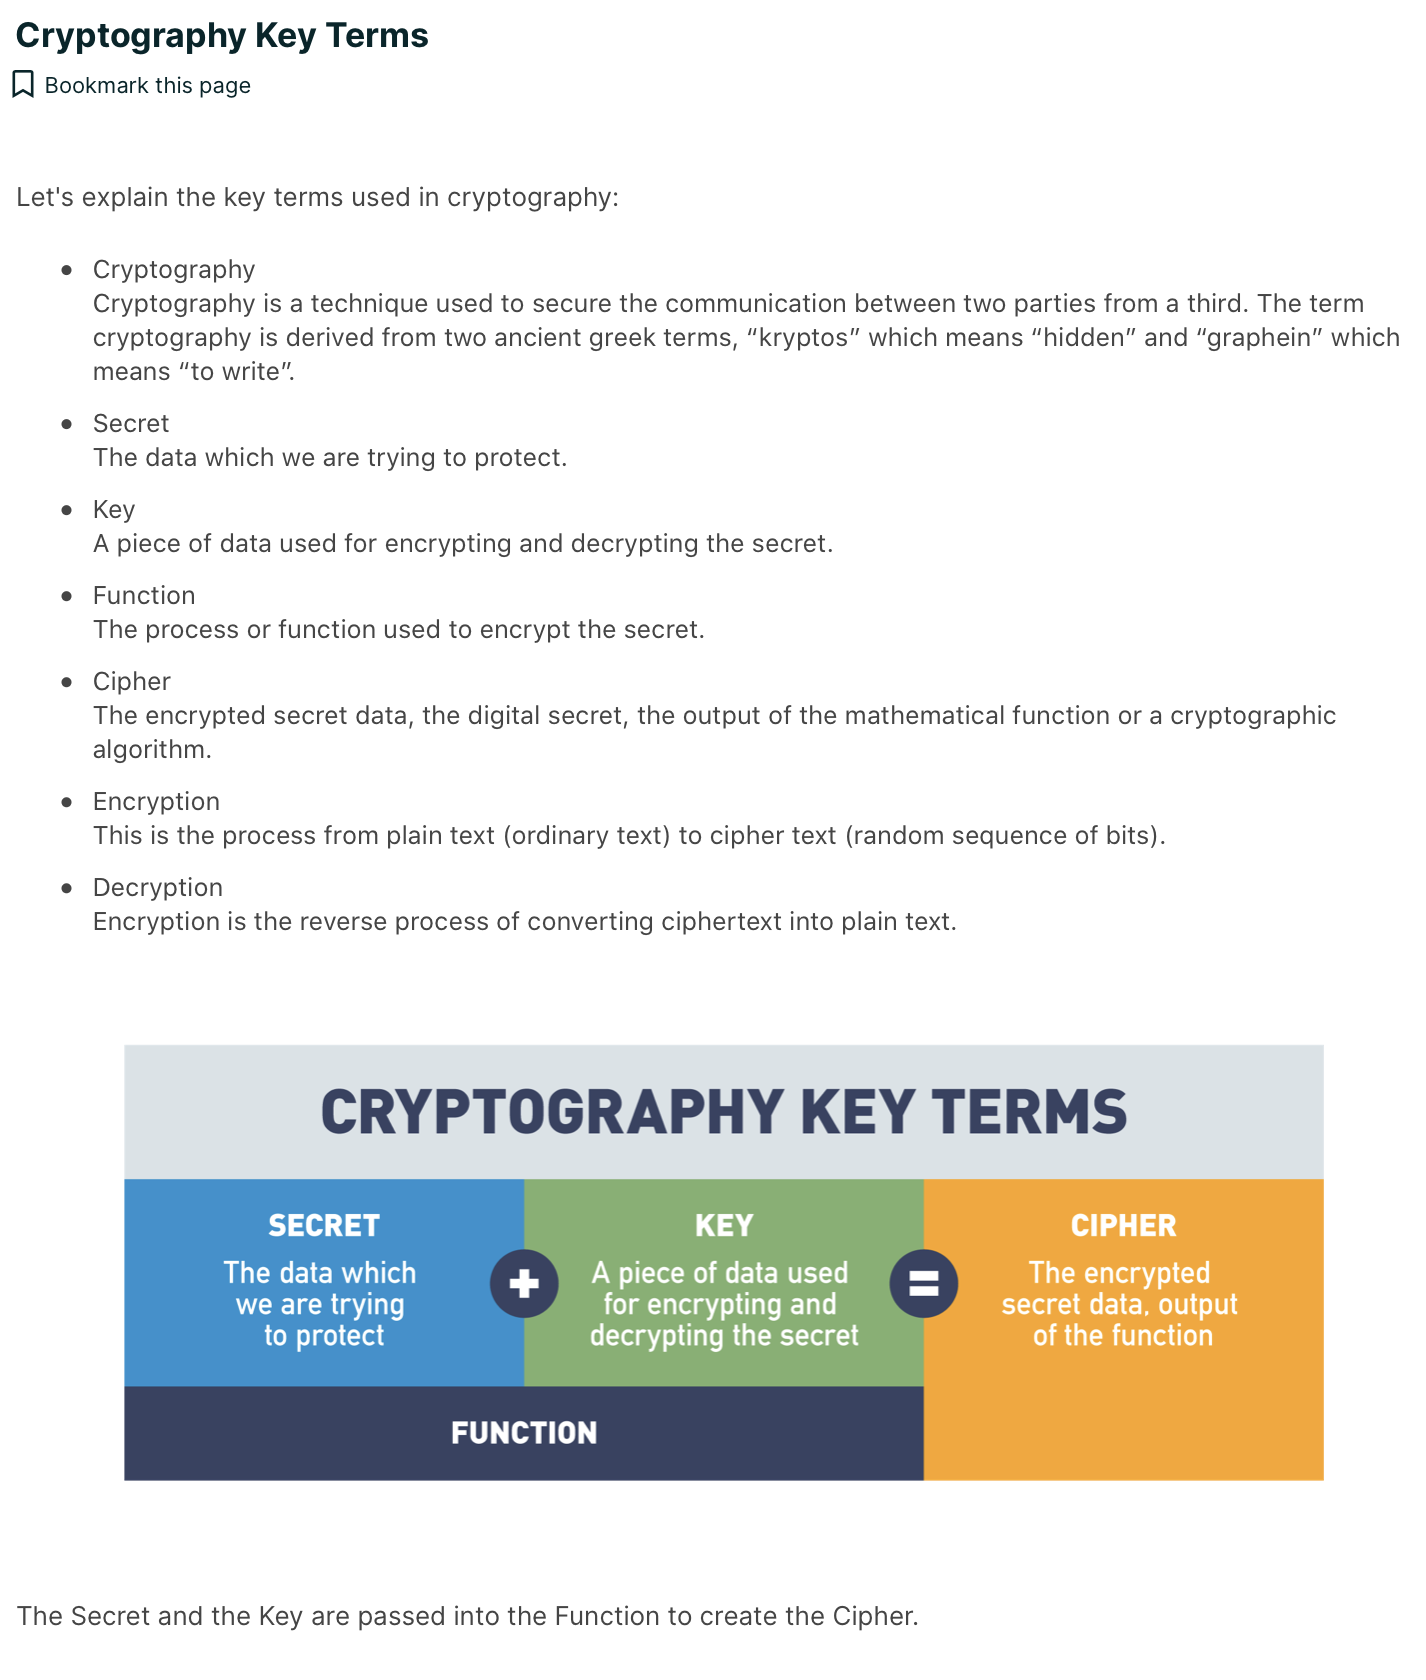 Cryptography Key Terms
Bookmark this page
Let's explain the key terms used in cryptography:
• Cryptography
Cryptography is a technique used to secure the communication between two parties from a third. The term
cryptography is derived from two ancient greek terms, “kryptos” which means “hidden” and “graphein” which
means “to write”.
• Secret
The data which we are trying to protect.
• Key
A piece of data used for encrypting and decrypting the secret.
• Function
The process or function used to encrypt the secret.
• Cipher
The encrypted secret data, the digital secret, the output of the mathematical function or a cryptographic
algorithm.
• Encryption
This is the process from plain text (ordinary text) to cipher text (random sequence of bits).
• Decryption
Encryption is the reverse process of converting ciphertext into plain text.
CRYPTOGRAPHY KEY TERMS
SECRET
The data which
we are trying
to protect
+
KEY
A piece of data used
for encrypting and
decrypting the secret
=
CIPHER
The encrypted
secret data, output
of the function
FUNCTION
The Secret and the Key are passed into the Function to create the Cipher.